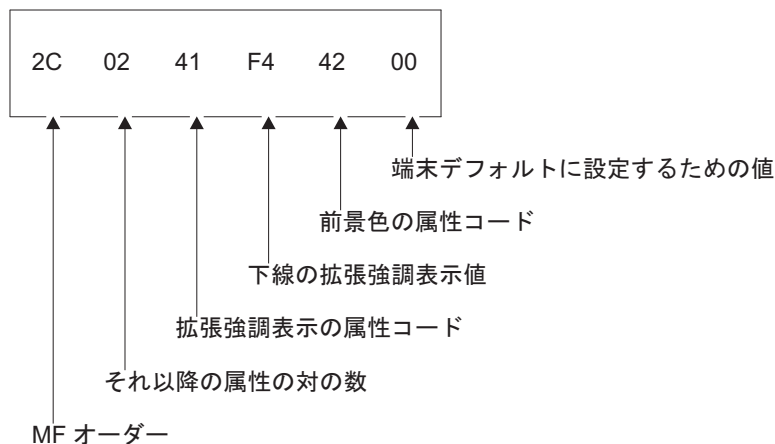 2C 02 41 F4 42 00
端末デフォルトに設定するための値
前景色の属性コード
下線の拡張強調表示値
拡張強調表示の属性コード
それ以降の属性の対の数
MF オーダー